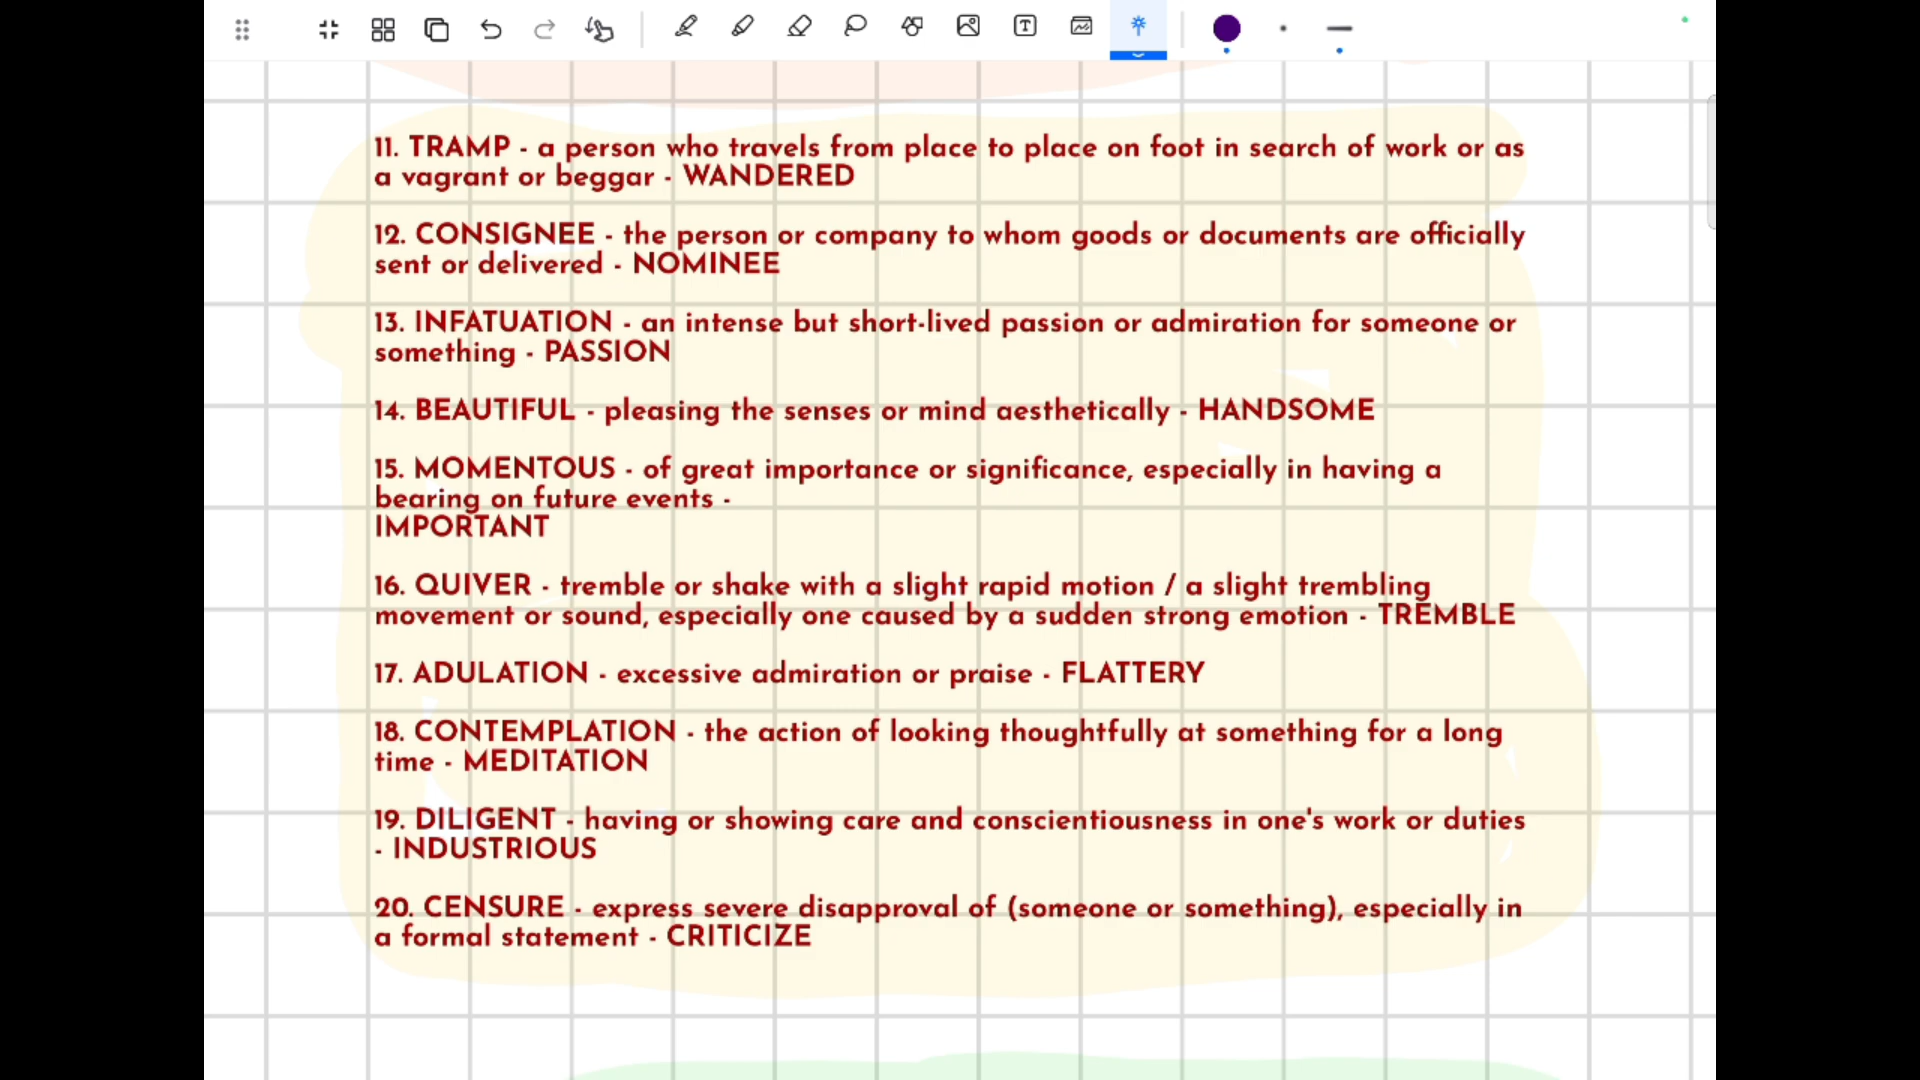 11. TRAMP - a person who travels from place to place on foot in search of work or as
a vagrant or beggar - WANDERED
12. CONSIGNEE - the person or company to whom goods or documents are officially
sent or delivered - NOMINEE
13. INFATUATION - an intense but short-lived passion or admiration for someone or
something - PASSION
14. BEAUTIFUL - pleasing the senses or mind aesthetically - HANDSOME
15. MOMENTOUS - of great importance or significance, especially in having a
bearing on future events -
IMPORTANT
16. QUIVER - tremble or shake with a slight rapid motion / a slight trembling
movement or sound, especially one caused by a sudden strong emotion - TREMBLE
17. ADULATION - excessive admiration or praise - FLATTERY
18. CONTEMPLATION - the action of looking thoughtfully at something for a long
time - MEDITATION
19. DILIGENT - having or showing care and conscientiousness in one's work or duties
- INDUSTRIOUS
20. CENSURE - express severe disapproval of (someone or something), especially in
a formal statement - CRITICIZE